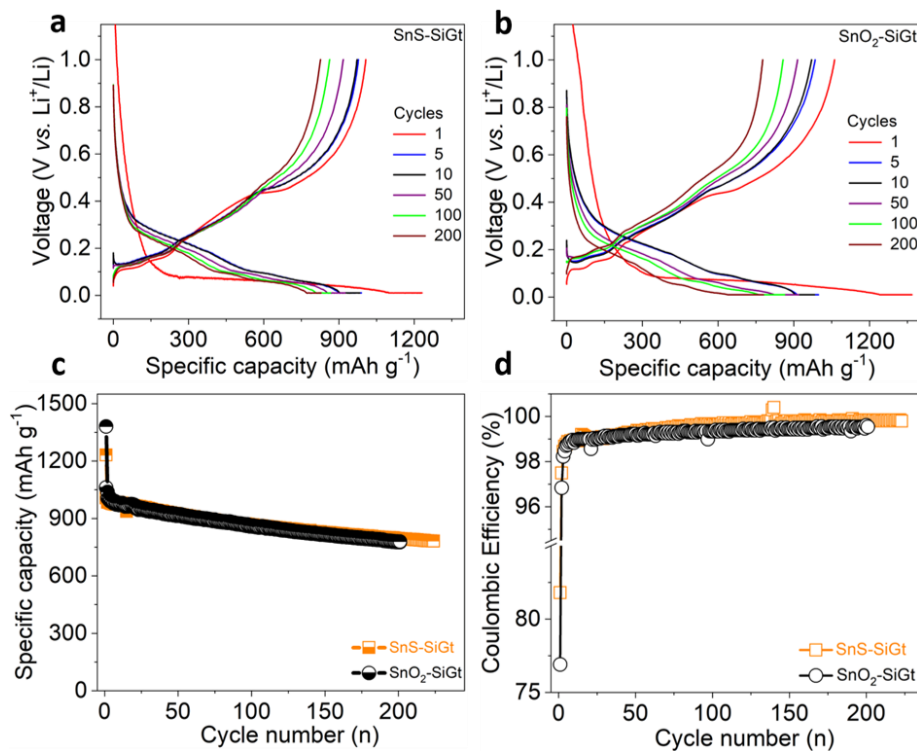 a
SnS-SiGt
Voltage (V vs. Li⁺/Li)
1.0
0.8
0.6
0.4
0.2
0.0
Cycles
1
5
10
50
100
200
0 300 600 900 1200
Specific capacity (mAh g⁻¹)
b
SnO₂-SiGt
Voltage (V vs. Li⁺/Li)
1.0
0.8
0.6
0.4
0.2
0.0
Cycles
1
5
10
50
100
200
0 300 600 900 1200
Specific capacity (mAh g⁻¹)
c
Specific capacity (mAh g⁻¹)
1500
1200
900
600
300
0
SnS-SiGt
SnO₂-SiGt
0 50 100 150 200
Cycle number (n)
d
Coulombic Efficiency (%)
100
98
96
80
75
SnS-SiGt
SnO₂-SiGt
0 50 100 150 200
Cycle number (n)